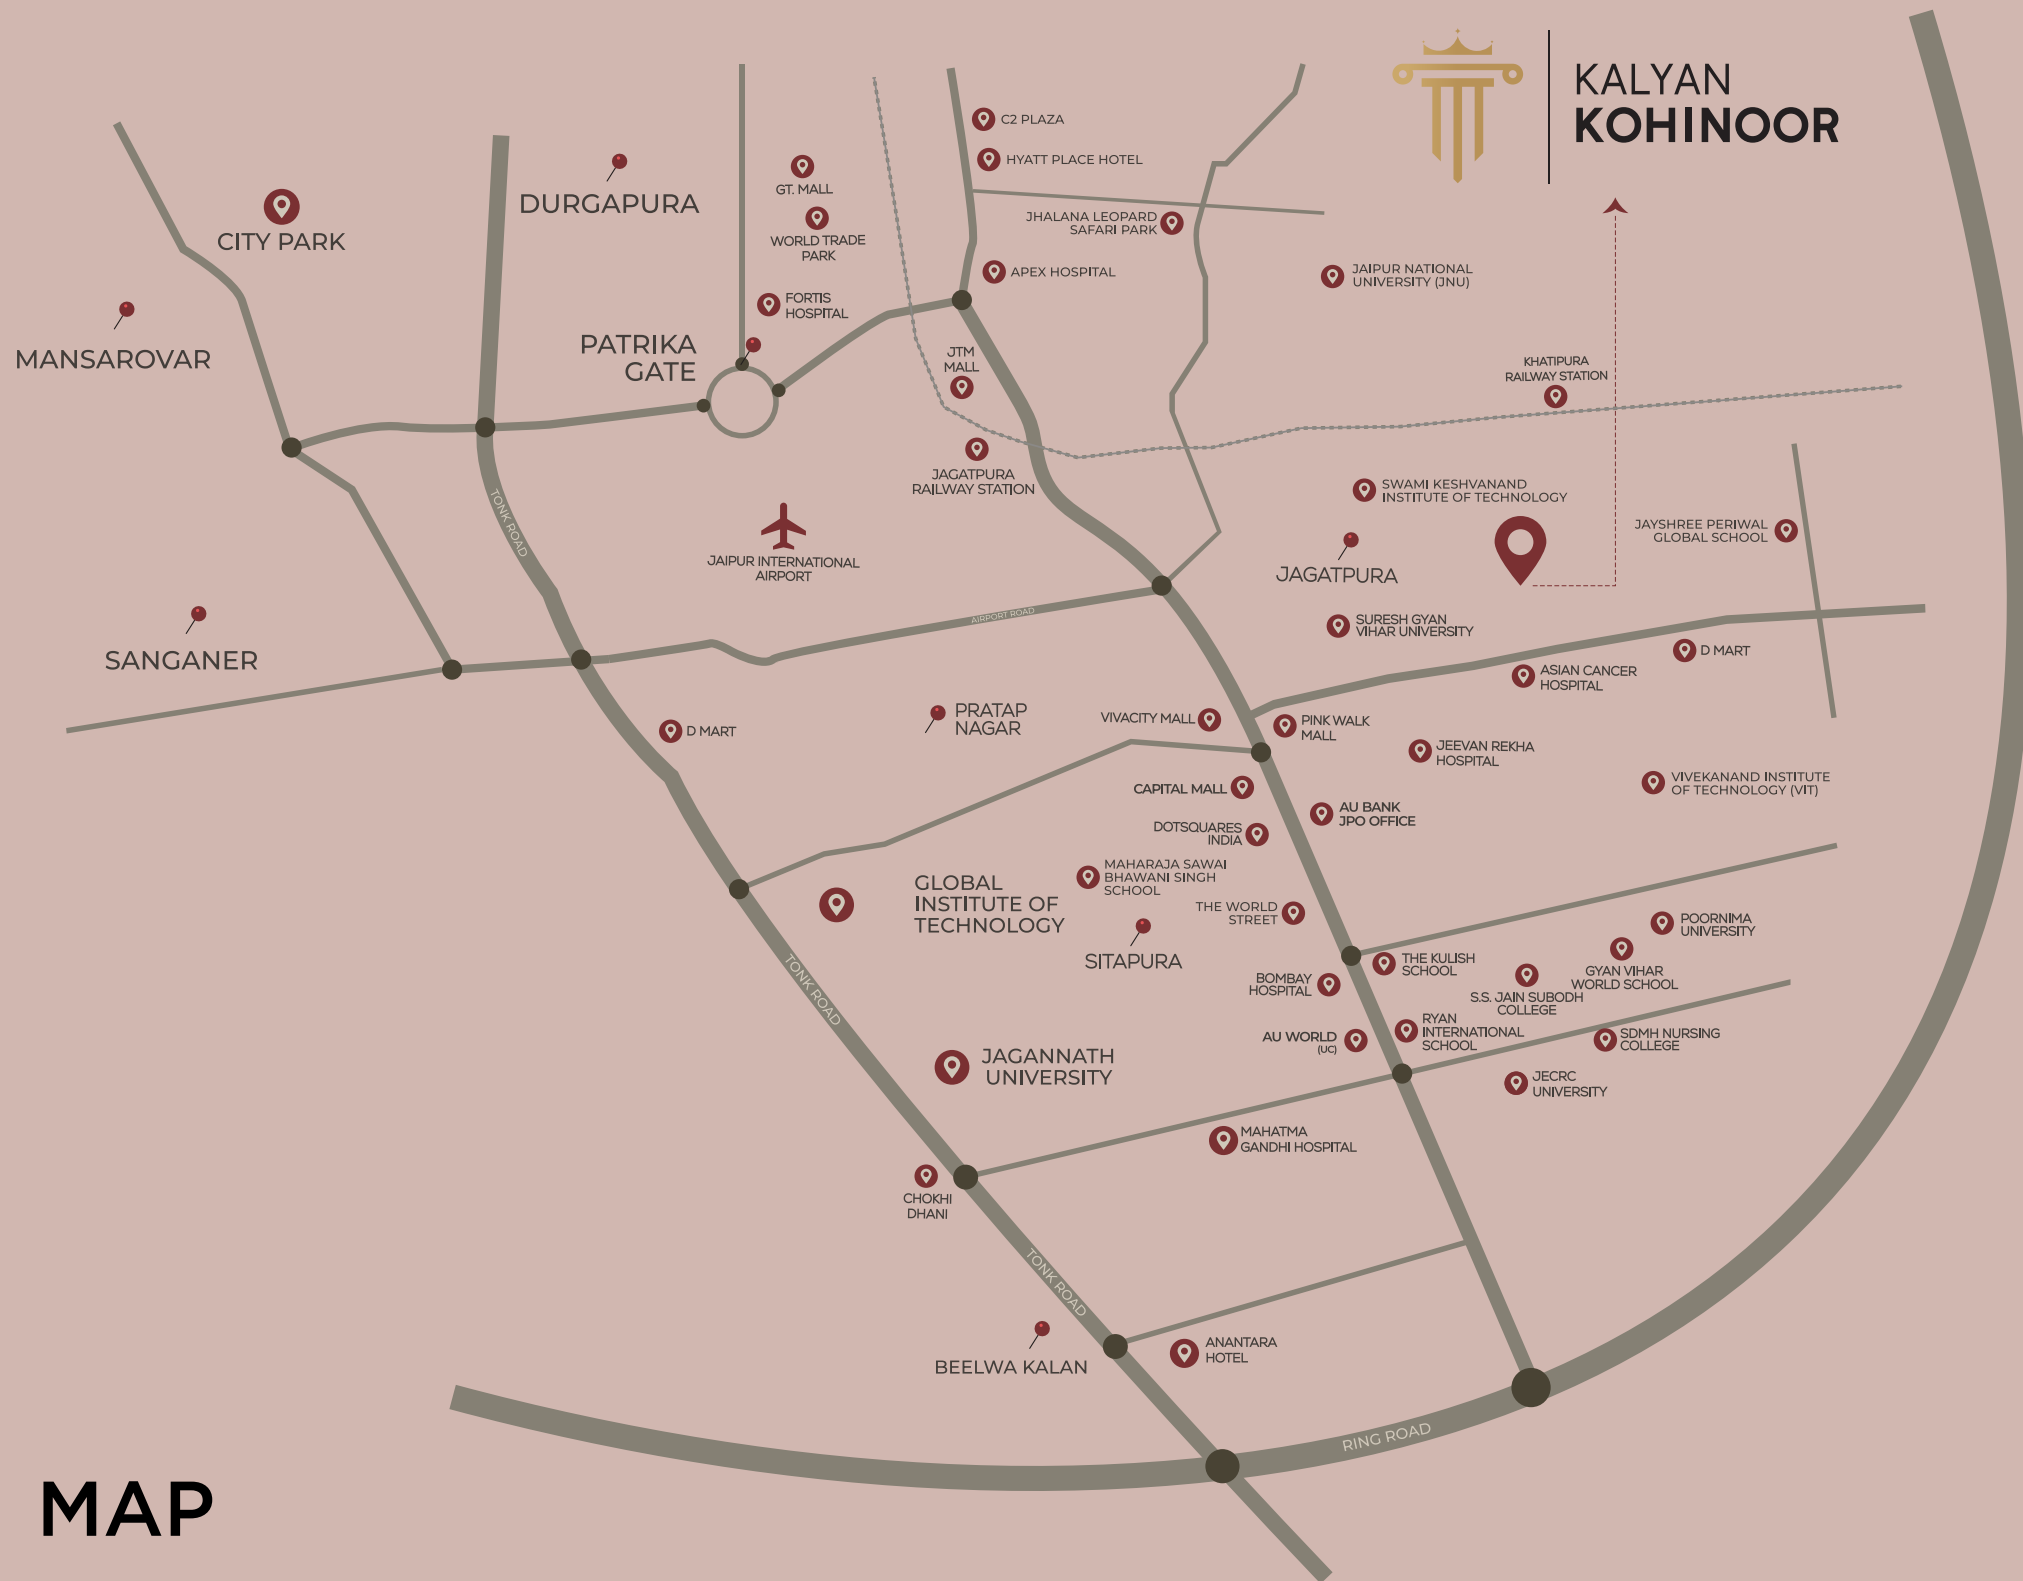 KALYAN
KOHINOOR
C2 PLAZA
HYATT PLACE HOTEL
GT. MALL
DURGAPURA
CITY PARK
WORLD TRADE
PARK
JHALANA LEOPARD
SAFARI PARK
APEX HOSPITAL
JAIPUR NATIONAL
UNIVERSITY (JNU)
FORTIS
HOSPITAL
MANSAROVAR
PATRIKA
GATE
JTM
MALL
KHATIPURA
RAILWAY STATION
JAGATPURA
RAILWAY STATION
SWAMI KESHVANAND
INSTITUTE OF TECHNOLOGY
TONK ROAD
JAYSHREE PERIWAL
GLOBAL SCHOOL
JAIPUR INTERNATIONAL
AIRPORT
JAGATPURA
AIRPORT ROAD
SURESH GYAN
VIHAR UNIVERSITY
SANGANER
D MART
ASIAN CANCER
HOSPITAL
PRATAP
NAGAR
VIVACITY MALL
PINK WALK
MALL
D MART
JEEVAN REKHA
HOSPITAL
VIVEKANAND INSTITUTE
OF TECHNOLOGY (VIT)
CAPITAL MALL
AU BANK
JPO OFFICE
DOTSQUARES
INDIA
MAHARAJA SAWAI
BHAWANI SINGH
SCHOOL
GLOBAL
INSTITUTE OF
TECHNOLOGY
THE WORLD
STREET
POORNIMA
UNIVERSITY
SITAPURA
THE KULISH
SCHOOL
GYAN VIHAR
WORLD SCHOOL
BOMBAY
HOSPITAL
S.S. JAIN SUBODH
COLLEGE
TONK ROAD
RYAN
INTERNATIONAL
SCHOOL
AU WORLD
(UC)
SDMH NURSING
COLLEGE
JAGANNATH
UNIVERSITY
JECRC
UNIVERSITY
MAHATMA
GANDHI HOSPITAL
CHOKHI
DHANI
TONK ROAD
ANANTARA
HOTEL
BEELWA KALAN
RING ROAD
MAP